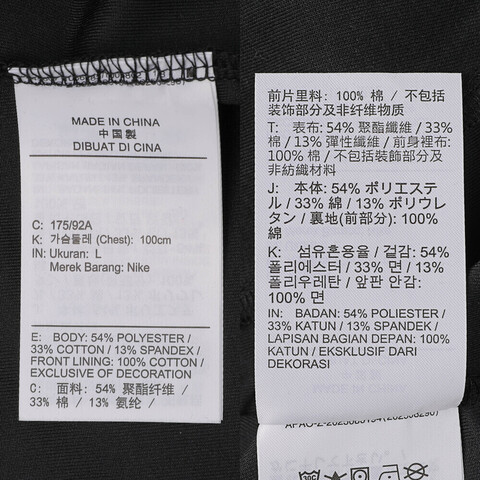 MADE IN CHINA
中國製
DIBUAT DI CINA
C: 175/92A
K: 가슴둘레 (Chest): 100cm
IN: Ukuran: L
Merek Barang: Nike
E: BODY: 54% POLYESTER /
33% COTTON / 13% SPANDEX /
FRONT LINING: 100% COTTON /
EXCLUSIVE OF DECORATION
C: 面料: 54% 聚酯纤维 /
33% 棉 / 13% 氨纶 /
前片里料: 100% 棉 / 不包括
装饰部分及非纤维物质
T: 表布: 54% 聚酯纖維 / 33%
棉 / 13% 彈性纖維 / 前身裡布:
100% 棉 / 不包括裝飾部分及非
紡織材料
J: 本体: 54% ポリエステ
ル / 33% 綿 / 13% ポリウレ
タン / 裏地(前部分): 100%
綿
K: 섬유혼용율 / 겉감: 54%
폴리에스터 / 33% 면 / 13%
폴리우레탄 / 앞판 안감:
100% 면
IN: BADAN: 54% POLIESTER /
33% KATUN / 13% SPANDEK /
LAPISAN BAGIAN DEPAN: 100%
KATUN / EKSKLUSIF DARI
DEKORASI